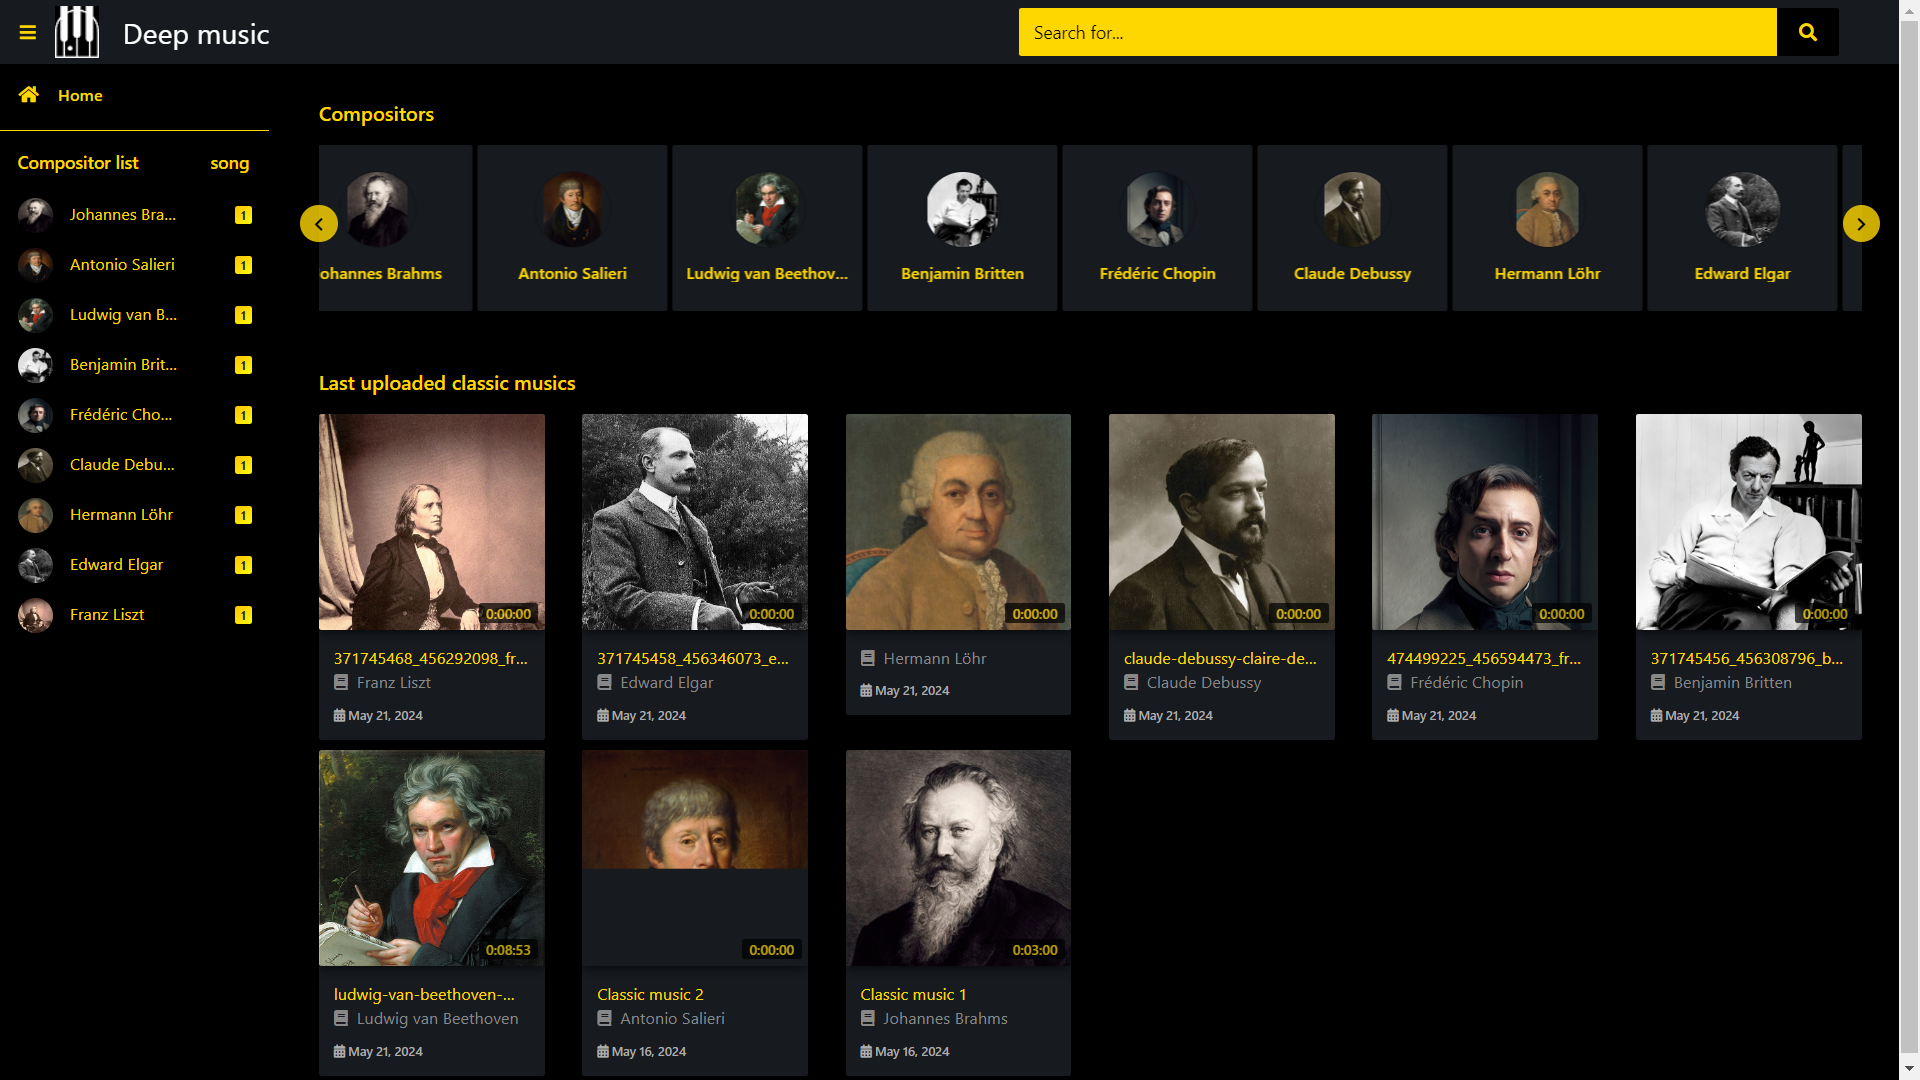 Deep music
Search for...
Home
Compositor list song
Johannes Bra... 1
Antonio Salieri 1
Ludwig van B... 1
Benjamin Brit... 1
Frédéric Cho... 1
Claude Debu... 1
Hermann Löhr 1
Edward Elgar 1
Franz Liszt 1
Compositors
ohannes Brahms
Antonio Salieri
Ludwig van Beethov...
Benjamin Britten
Frédéric Chopin
Claude Debussy
Hermann Löhr
Edward Elgar
Last uploaded classic musics
0:00:00
371745468_456292098_fr...
Franz Liszt
May 21, 2024
0:00:00
371745458_456346073_e...
Edward Elgar
May 21, 2024
0:00:00
Hermann Löhr
May 21, 2024
0:00:00
claude-debussy-claire-de...
Claude Debussy
May 21, 2024
0:00:00
474499225_456594473_fr...
Frédéric Chopin
May 21, 2024
0:00:00
371745456_456308796_b...
Benjamin Britten
May 21, 2024
0:08:53
ludwig-van-beethoven-...
Ludwig van Beethoven
May 21, 2024
0:00:00
Classic music 2
Antonio Salieri
May 16, 2024
0:03:00
Classic music 1
Johannes Brahms
May 16, 2024